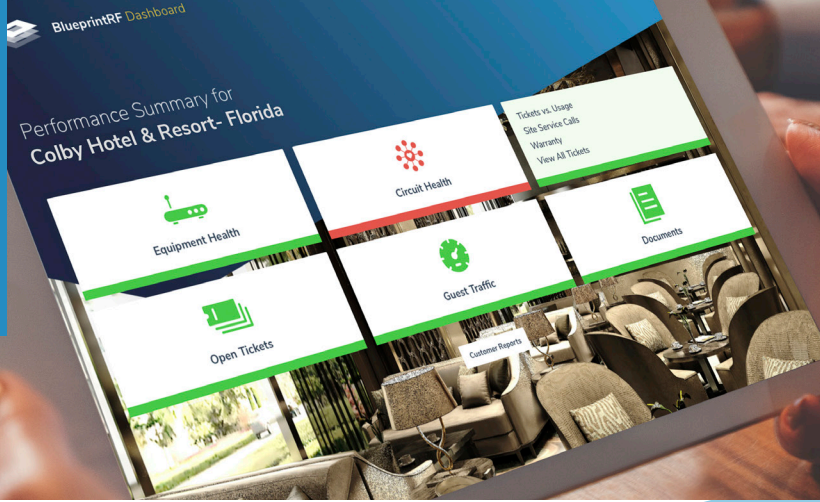 BlueprintRF Dashboard
Performance Summary for
Colby Hotel & Resort- Florida
Equipment Health
Circuit Health
Tickets vs. Usage
Site Service Calls
Warranty
View All Tickets
Open Tickets
Guest Traffic
Documents
Customer Reports